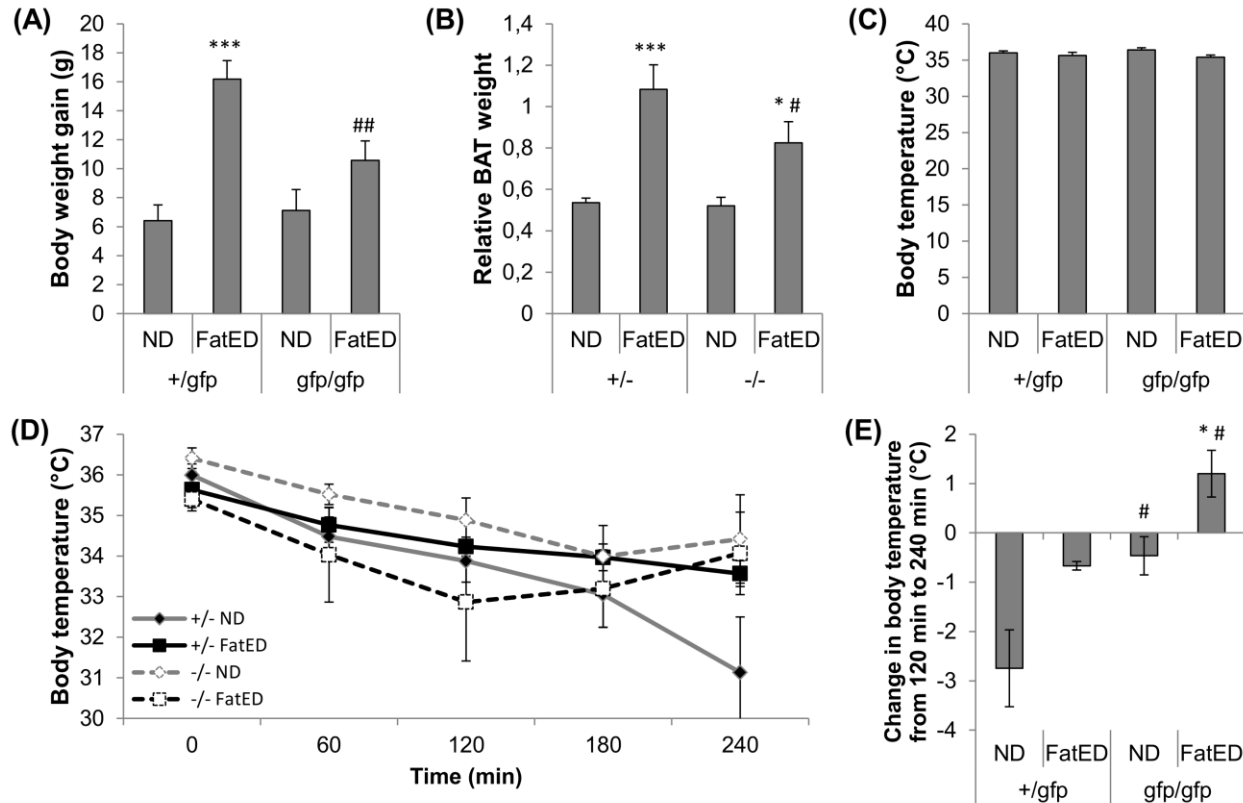 (A)
Body weight gain (g)
20
18
16
14
12
10
8
6
4
2
0
***
##
ND FatED ND FatED
+/gfp gfp/gfp
(B)
Relative BAT weight
1,4
1,2
1
0,8
0,6
0,4
0,2
0
***
* #
ND FatED ND FatED
+/- -/-
(C)
Body temperature (°C)
40
35
30
25
20
15
10
5
0
ND FatED ND FatED
+/gfp gfp/gfp
(D)
Body temperature (°C)
37
36
35
34
33
32
31
30
+/- ND
+/- FatED
-/- ND
-/- FatED
0 60 120 180 240
Time (min)
(E)
Change in body temperature
from 120 min to 240 min (°C)
2
1
0
-1
-2
-3
-4
#
* #
ND FatED ND FatED
+/gfp gfp/gfp